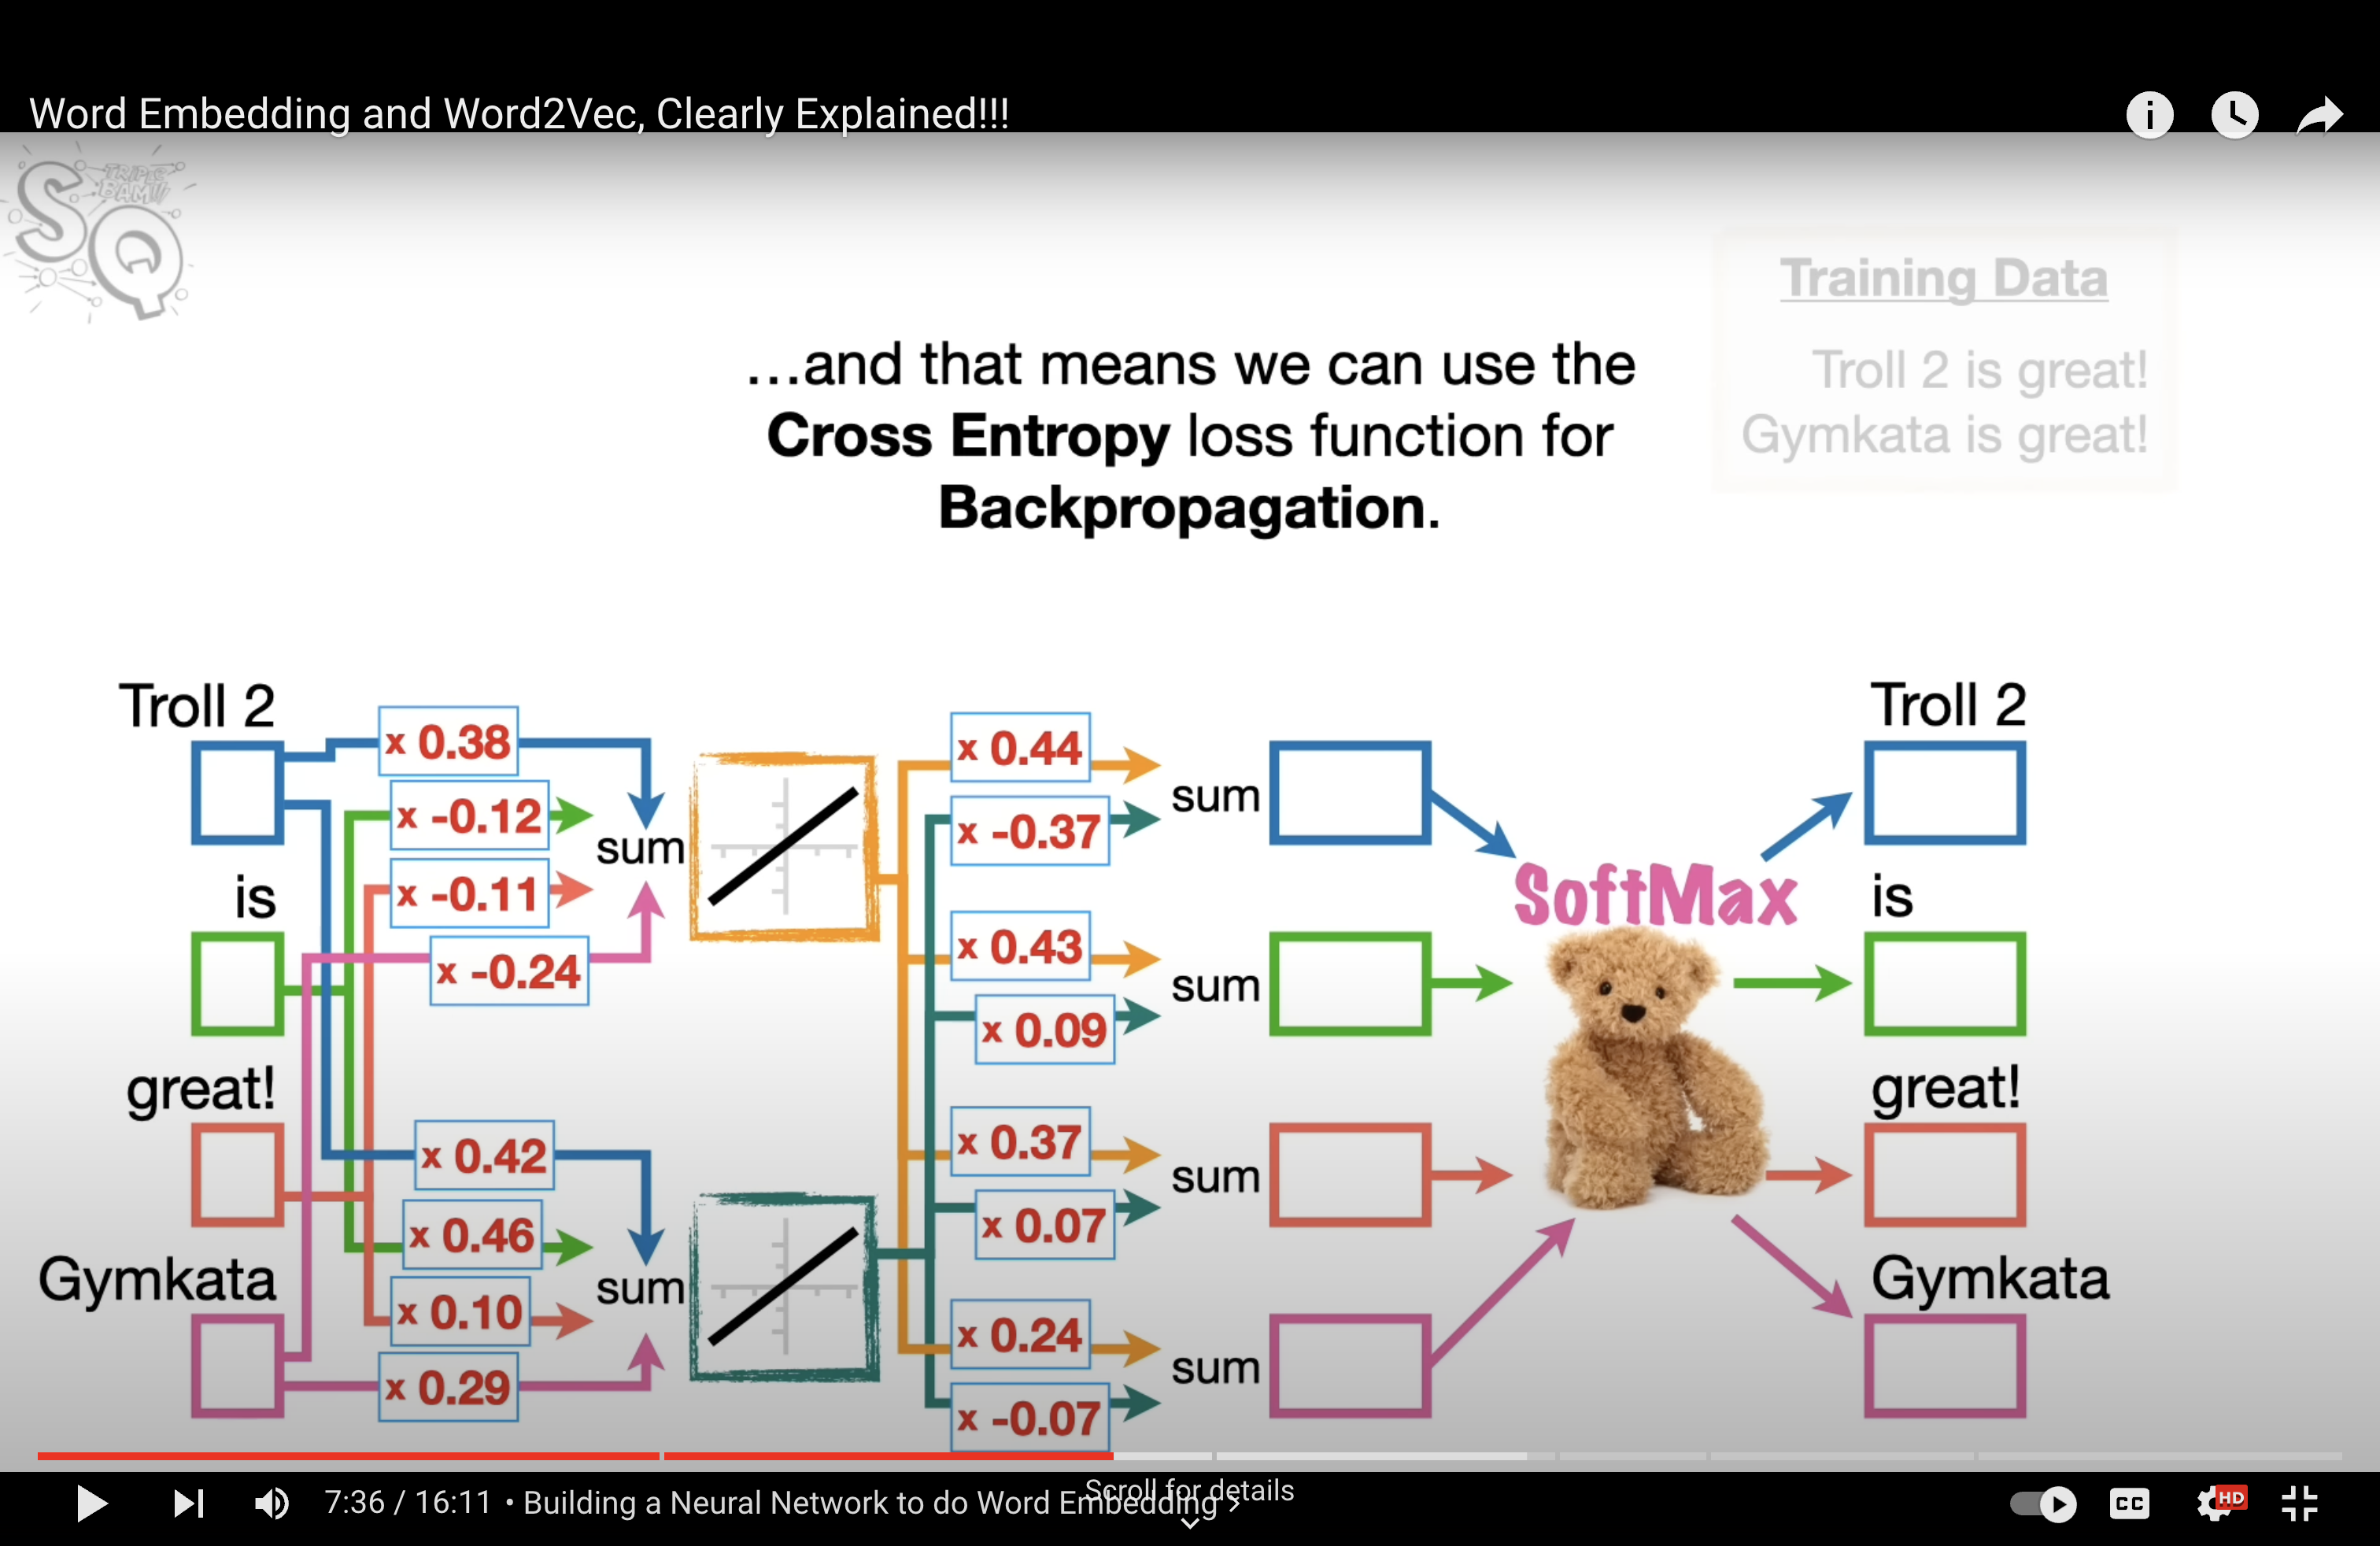 Word Embedding and Word2Vec, Clearly Explained!!!
SQ
TRIPLE
BAM!!!
Training Data
Troll 2 is great!
Gymkata is great!
...and that means we can use the
Cross Entropy loss function for
Backpropagation.
Troll 2
is
great!
Gymkata
x 0.38
x -0.12
x -0.11
x -0.24
sum
x 0.42
x 0.46
x 0.10
x 0.29
sum
x 0.44
x -0.37
sum
x 0.43
x 0.09
sum
x 0.37
x 0.07
sum
x 0.24
x -0.07
sum
SoftMax
Troll 2
is
great!
Gymkata
7:36 / 16:11 • Building a Neural Network to do Word Embedding
Scroll for details
CC
HD